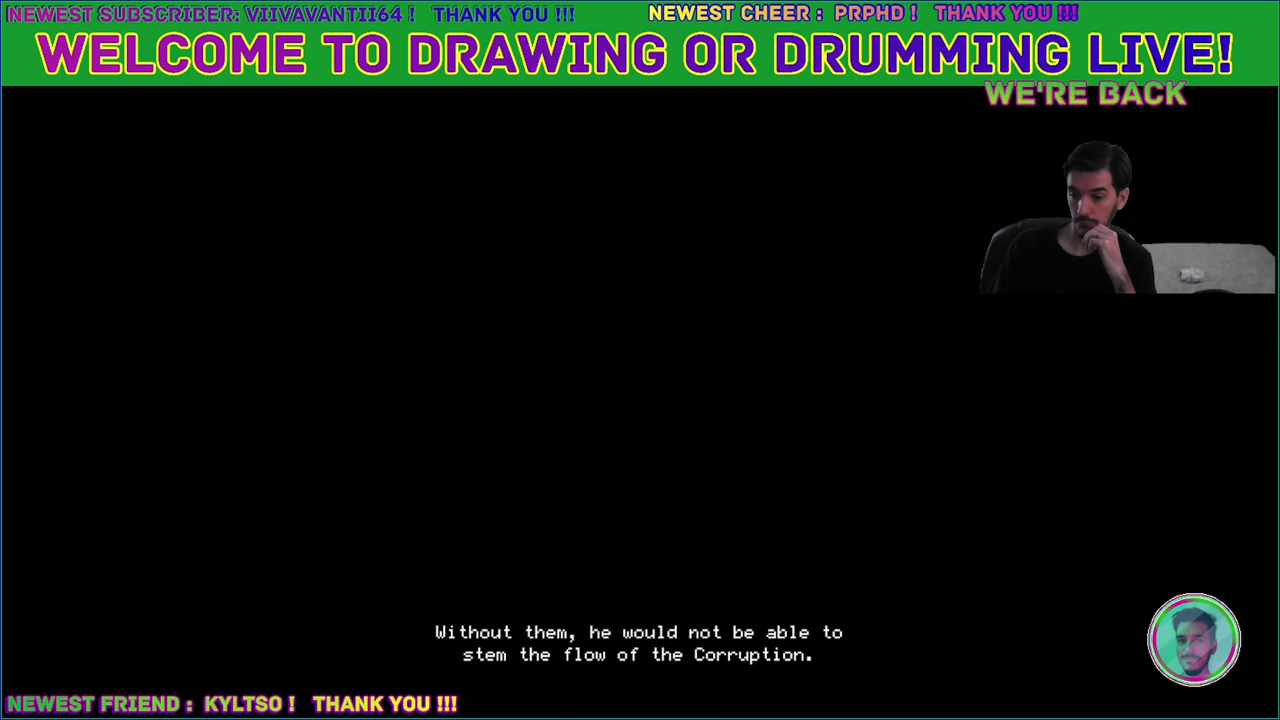 NEWEST SUBSCRIBER: VIIVAVANTII64 ! THANK YOU !!!
NEWEST CHEER : PRPHD ! THANK YOU !!!
WELCOME TO DRAWING OR DRUMMING LIVE!
WE'RE BACK
Without them, he would not be able to
stem the flow of the Corruption.
NEWEST FRIEND : KYLTSO ! THANK YOU !!!